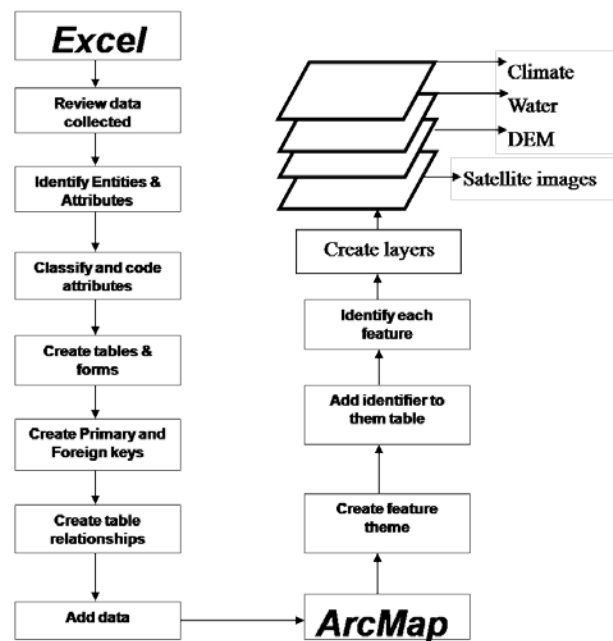 Excel
Review data
collected
Identify Entities &
Attributes
Classify and code
attributes
Create tables &
forms
Create Primary and
Foreign keys
Create table
relationships
Add data
ArcMap
Create feature
theme
Add identifier to
them table
Identify each
feature
Create layers
Climate
Water
DEM
Satellite images